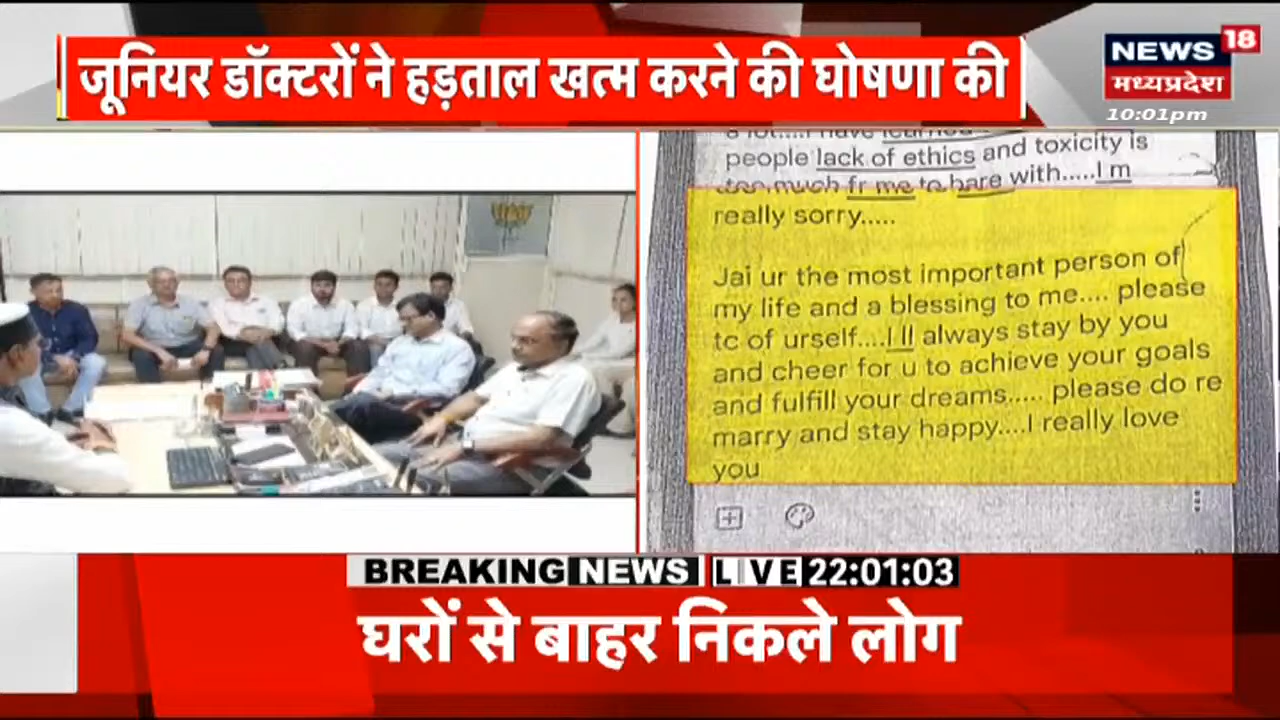 जूनियर डॉक्टरों ने हड़ताल खत्म करने की घोषणा की
NEWS 18
मध्यप्रदेश
10:01pm
people lack of ethics and toxicity is
too much fr me to bare with.....I m
really sorry.....
Jai ur the most important person of
my life and a blessing to me.... please
tc of urself....I ll always stay by you
and cheer for u to achieve your goals
and fulfill your dreams..... please do re
marry and stay happy....I really love
you
BREAKING NEWS LIVE 22:01:03
घरों से बाहर निकले लोग